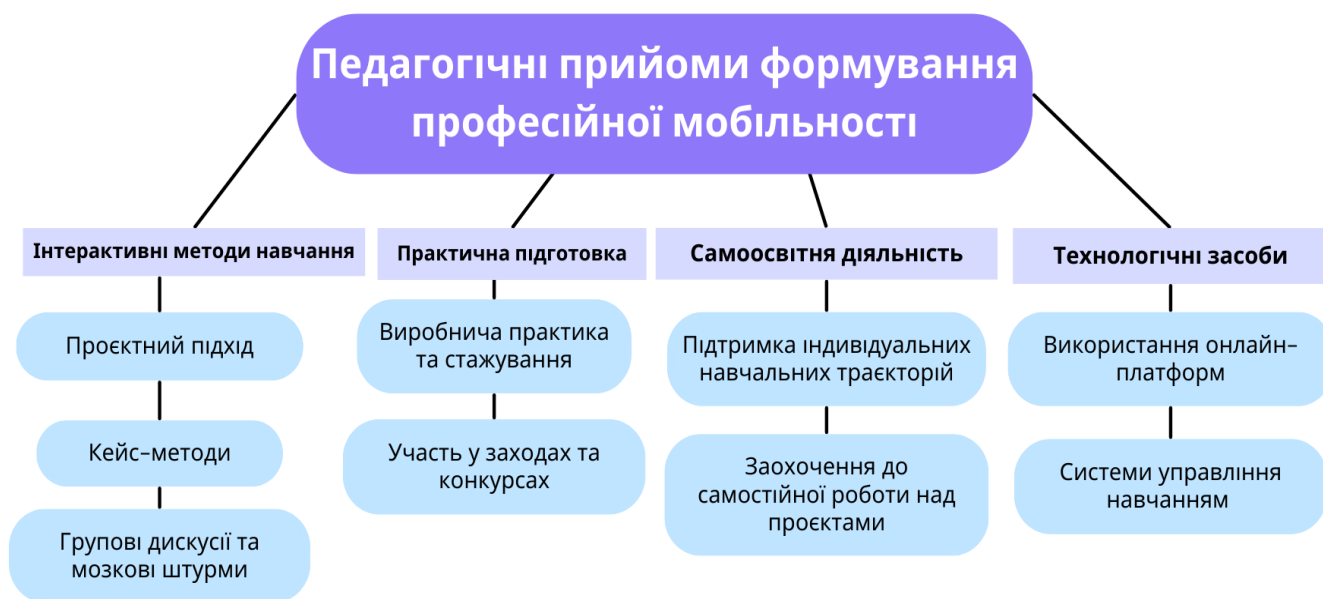 Педагогічні прийоми формування
професійної мобільності
Інтерактивні методи навчання
Проєктний підхід
Кейс-методи
Групові дискусії та
мозкові штурми
Практична підготовка
Виробнича практика
та стажування
Участь у заходах та
конкурсах
Самоосвітня діяльність
Підтримка індивідуальних
навчальних траєкторій
Заохочення до
самостійної роботи над
проєктами
Технологічні засоби
Використання онлайн-
платформ
Системи управління
навчанням